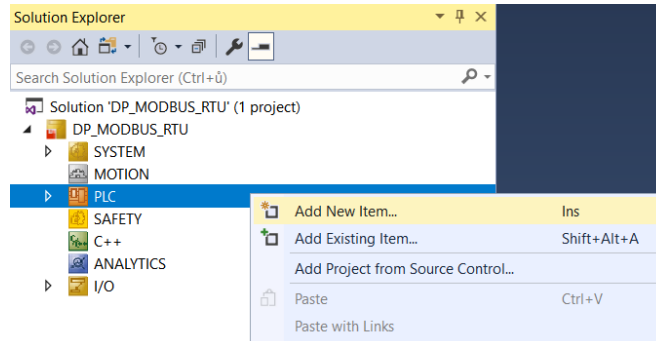 Solution Explorer
Search Solution Explorer (Ctrl+ů)
Solution 'DP_MODBUS_RTU' (1 project)
DP_MODBUS_RTU
SYSTEM
MOTION
PLC
SAFETY
C++
ANALYTICS
I/O
Add New Item... Ins
Add Existing Item... Shift+Alt+A
Add Project from Source Control...
Paste Ctrl+V
Paste with Links